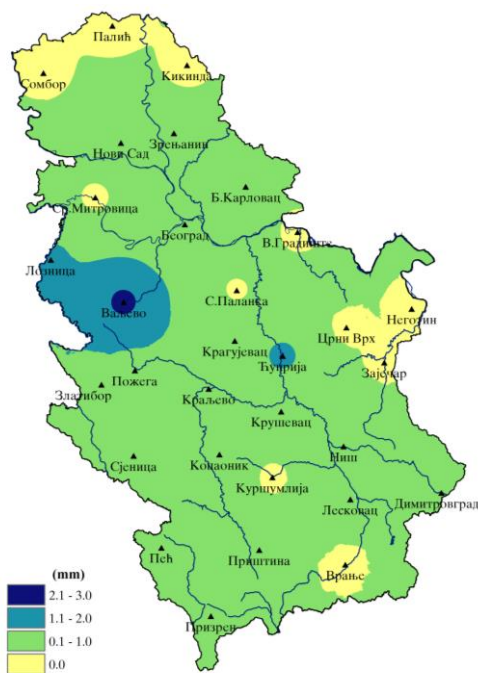 Палић
Сомбор
Кикинда
Зрењанин
Нови Сад
Б.Карловац
Ср.Митровица
Београд
В.Градиште
Лозница
Ваљево
С.Паланка
Неготин
Црни Врх
Крагујевац
Ћуприја
Зајечар
Пожега
Златибор
Краљево
Крушевац
Ниш
Сјеница
Копаоник
Куршумлија
Димитровград
Лесковац
Пећ
Приштина
Врање
Призрен
(mm)
2.1 - 3.0
1.1 - 2.0
0.1 - 1.0
0.0